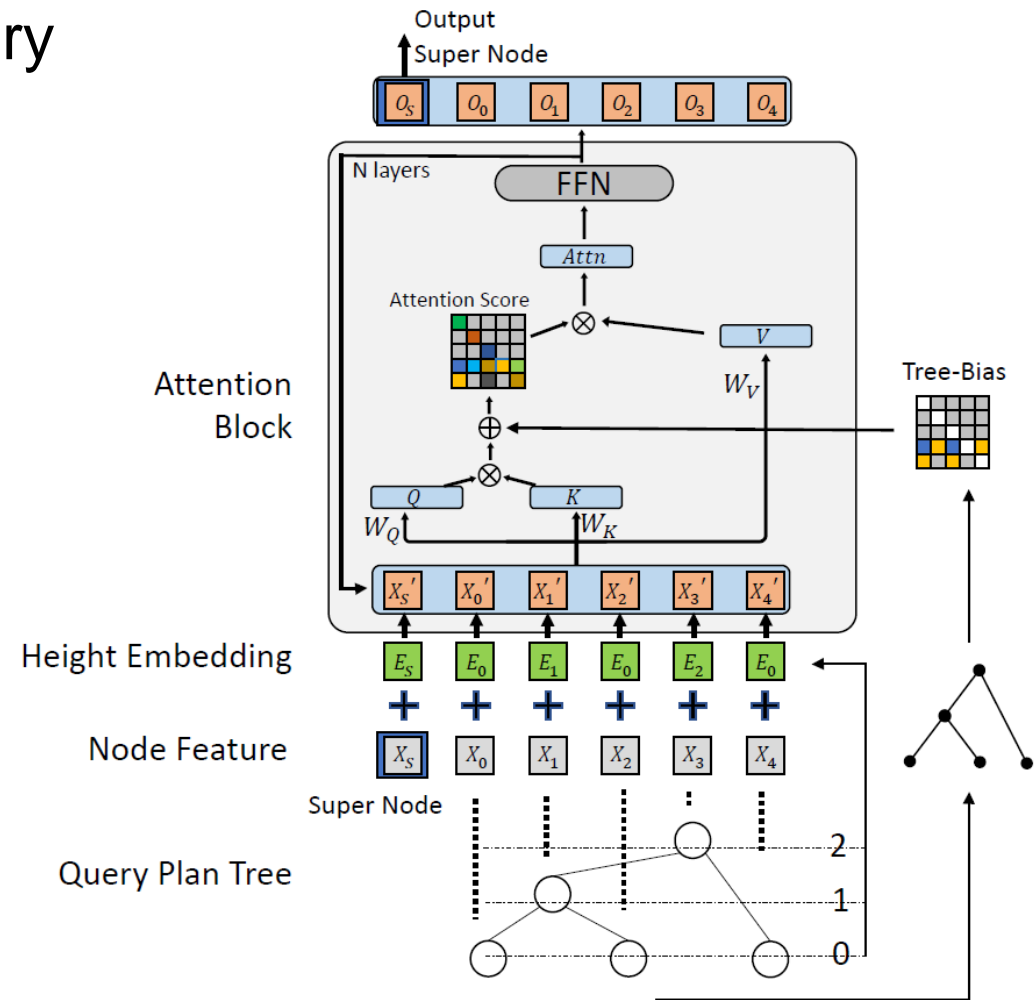 ry
Output
Super Node
O_S O_0 O_1 O_2 O_3 O_4
N layers
FFN
Attn
Attention Score
V
W_V
Tree-Bias
Attention
Block
Q K
W_Q W_K
X_S' X_0' X_1' X_2' X_3' X_4'
Height Embedding E_S E_0 E_1 E_0 E_2 E_0
+ + + + + +
Node Feature X_S X_0 X_1 X_2 X_3 X_4
Super Node
2
Query Plan Tree
1
0